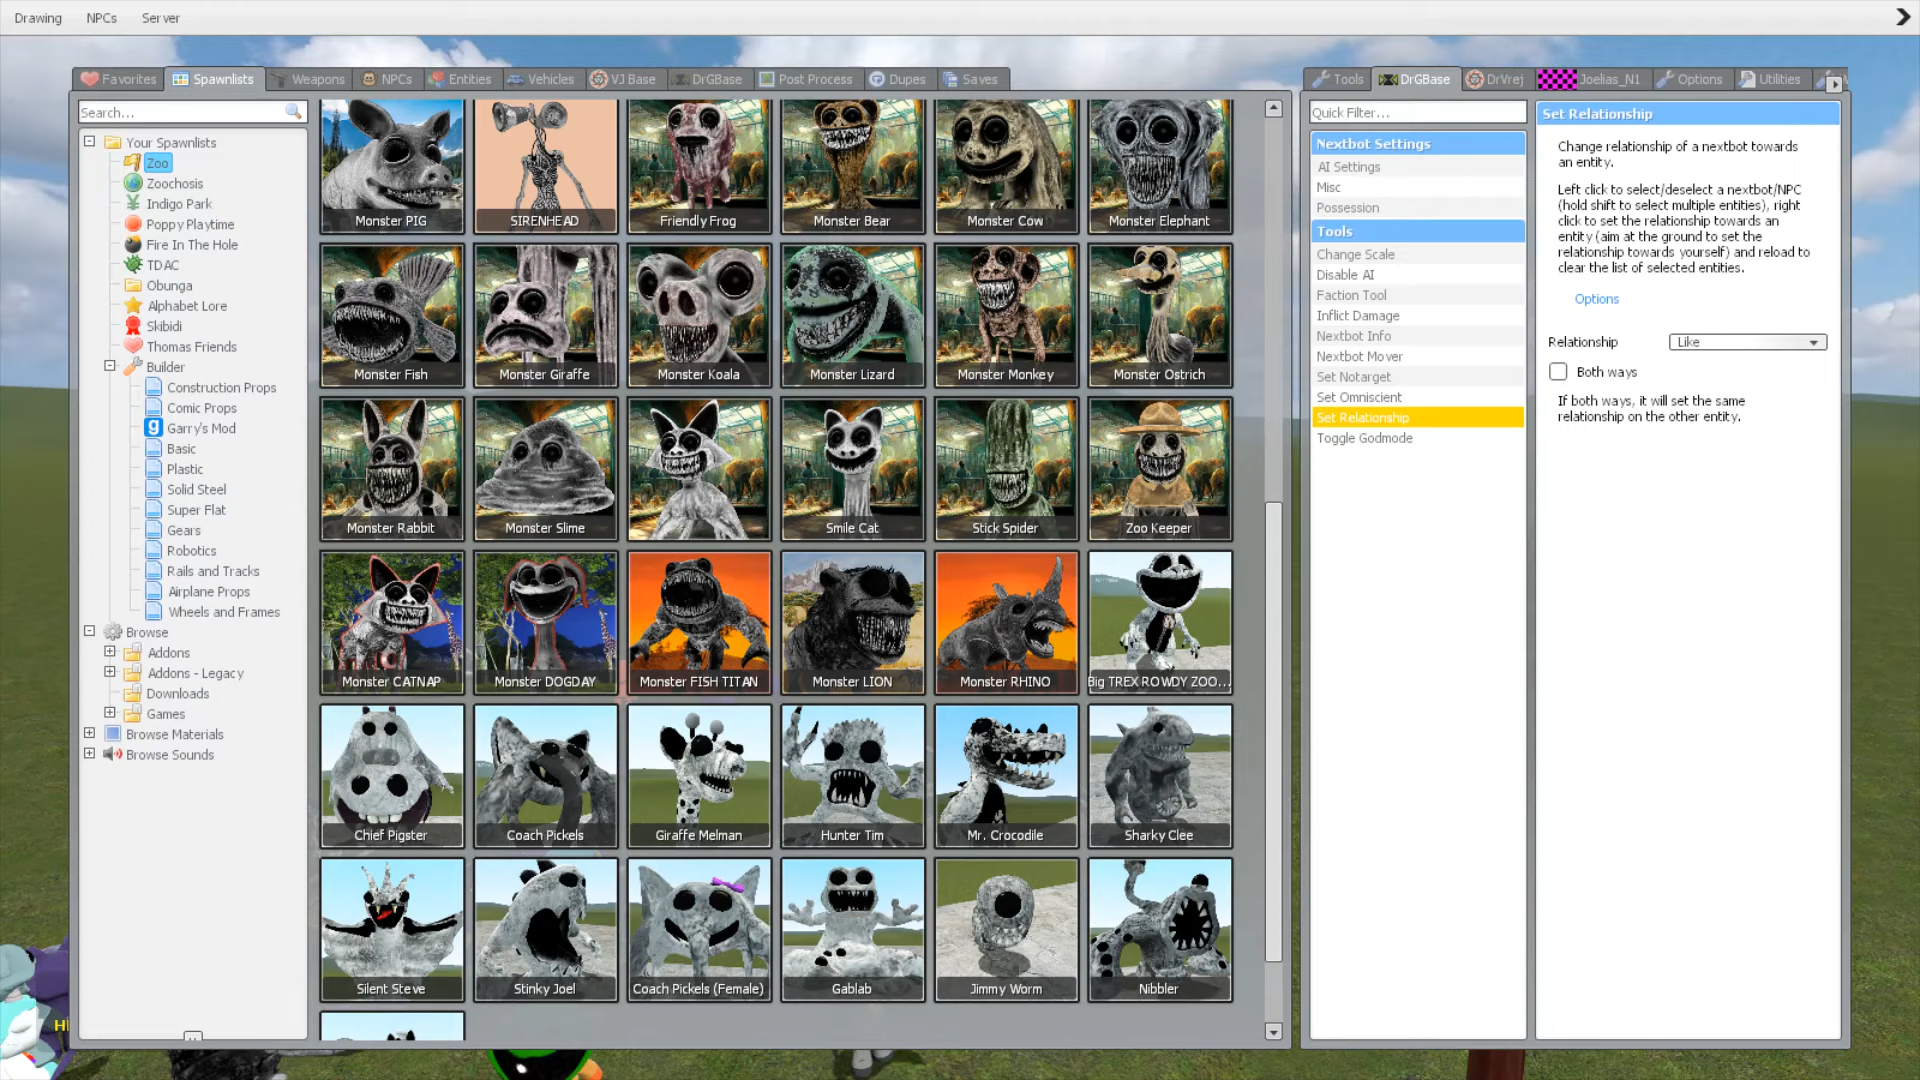 Drawing NPCs Server
Favorites Spawnlists Weapons NPCs Entities Vehicles VJ Base DrGBase Post Process Dupes Saves
Search...
Your Spawnlists
Zoo
Zoochosis
Indigo Park
Poppy Playtime
Fire In The Hole
TDAC
Obunga
Alphabet Lore
Skibidi
Thomas Friends
Builder
Construction Props
Comic Props
Garry's Mod
Basic
Plastic
Solid Steel
Super Flat
Gears
Robotics
Rails and Tracks
Airplane Props
Wheels and Frames
Browse
Addons
Addons - Legacy
Downloads
Games
Browse Materials
Browse Sounds
Monster PIG SIRENHEAD Friendly Frog Monster Bear Monster Cow Monster Elephant
Monster Fish Monster Giraffe Monster Koala Monster Lizard Monster Monkey Monster Ostrich
Monster Rabbit Monster Slime Smile Cat Stick Spider Zoo Keeper
Monster CATNAP Monster DOGDAY Monster FISH TITAN Monster LION Monster RHINO Big TREX ROWDY ZOO...
Chief Pigster Coach Pickels Giraffe Melman Hunter Tim Mr. Crocodile Sharky Clee
Silent Steve Stinky Joel Coach Pickels (Female) Gablab Jimmy Worm Nibbler
Tools DrGBase DrVrej Joelias_N1 Options Utilities
Quick Filter...
Nextbot Settings
AI Settings
Misc
Possession
Tools
Change Scale
Disable AI
Faction Tool
Inflict Damage
Nextbot Info
Nextbot Mover
Set Notarget
Set Omniscient
Set Relationship
Toggle Godmode
Set Relationship
Change relationship of a nextbot towards
an entity.
Left click to select/deselect a nextbot/NPC
(hold shift to select multiple entities), right
click to set the relationship towards an
entity (aim at the ground to set the
relationship towards yourself) and reload to
clear the list of selected entities.
Options
Relationship Like
Both ways
If both ways, it will set the same
relationship on the other entity.